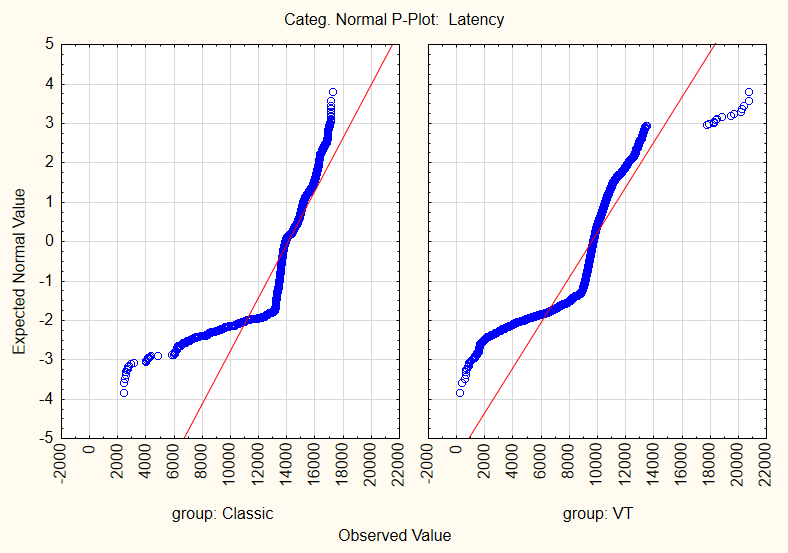 Categ. Normal P-Plot:  Latency
Expected Normal Value
5
4
3
2
1
0
-1
-2
-3
-4
-5
-2000 0 2000 4000 6000 8000 10000 12000 14000 16000 18000 20000 22000
-2000 0 2000 4000 6000 8000 10000 12000 14000 16000 18000 20000 22000
group: Classic
group: VT
Observed Value